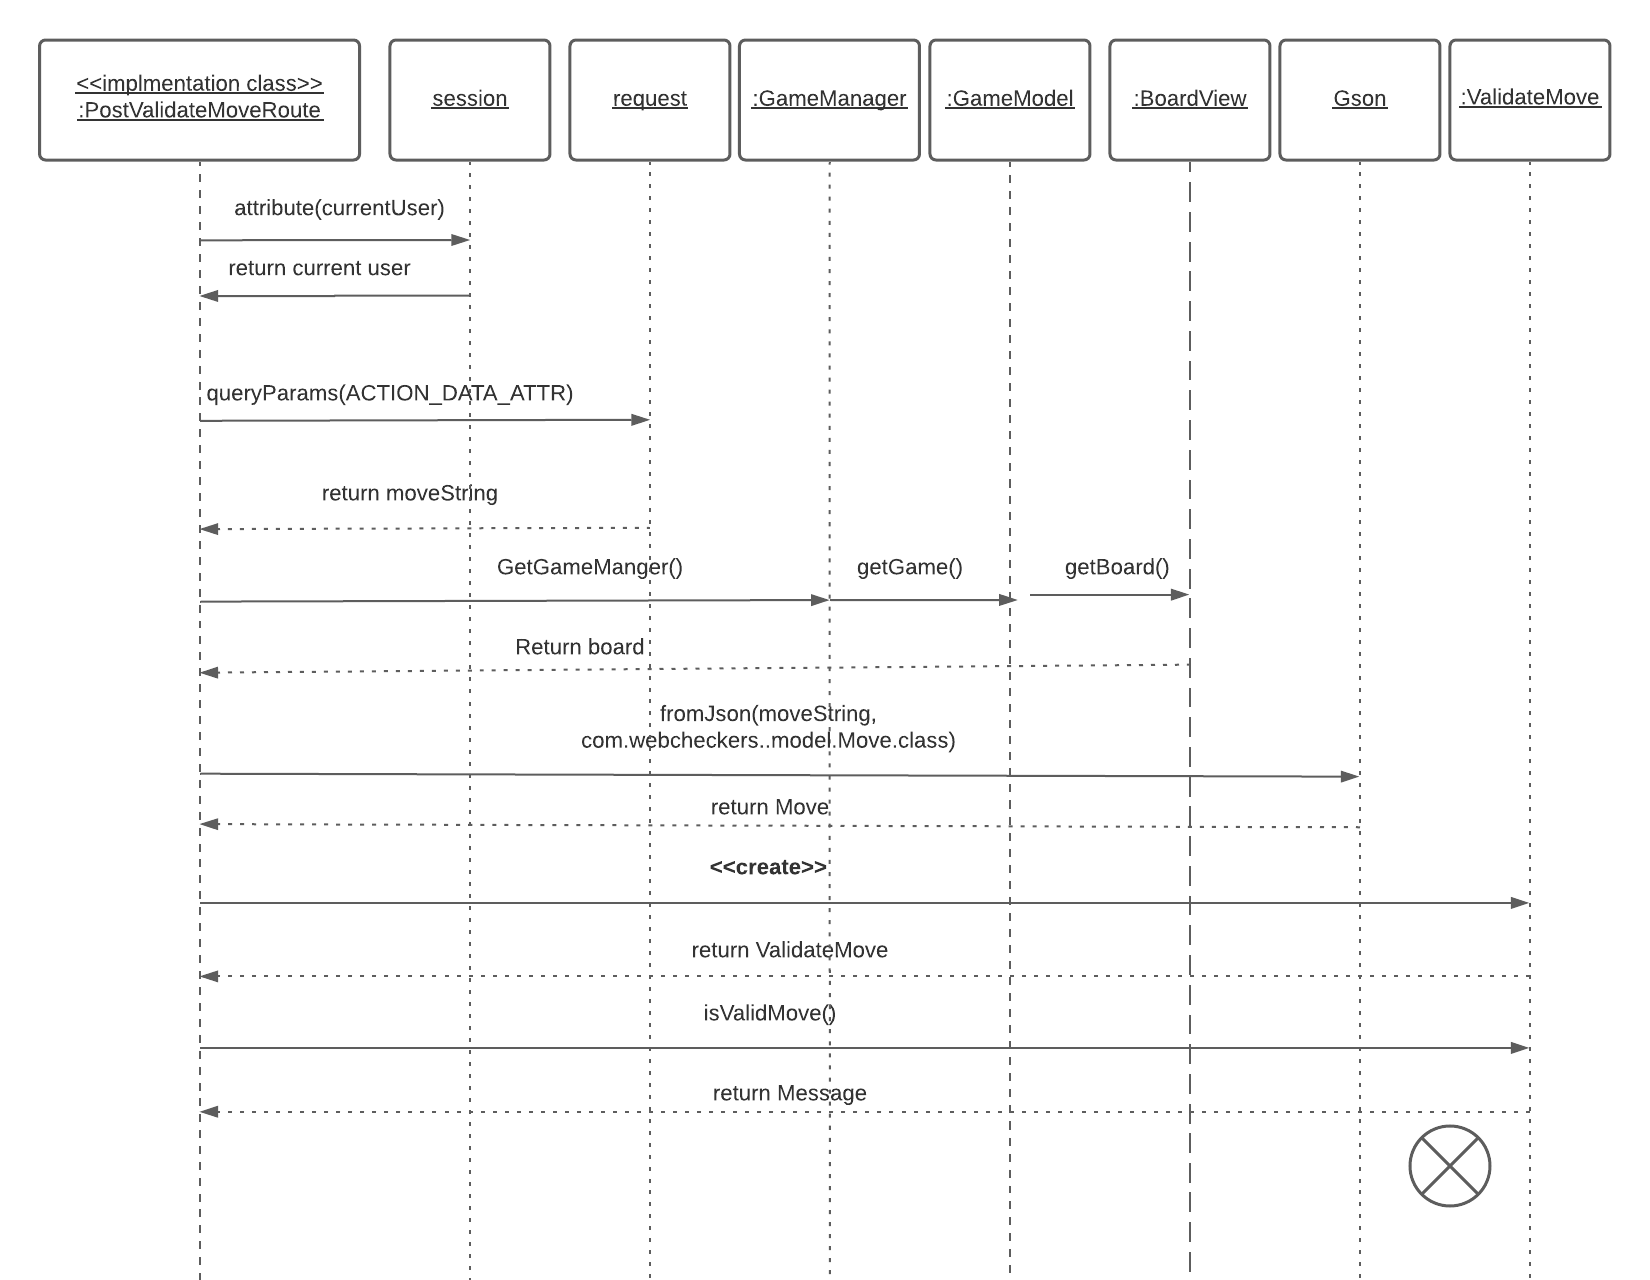 <<implmentation class>>
:PostValidateMoveRoute
session
request
:GameManager
:GameModel
:BoardView
Gson
:ValidateMove
attribute(currentUser)
return current user
queryParams(ACTION_DATA_ATTR)
return moveString
GetGameManger()
getGame()
getBoard()
Return board
fromJson(moveString,
com.webcheckers..model.Move.class)
return Move
<<create>>
return ValidateMove
isValidMove()
return Message